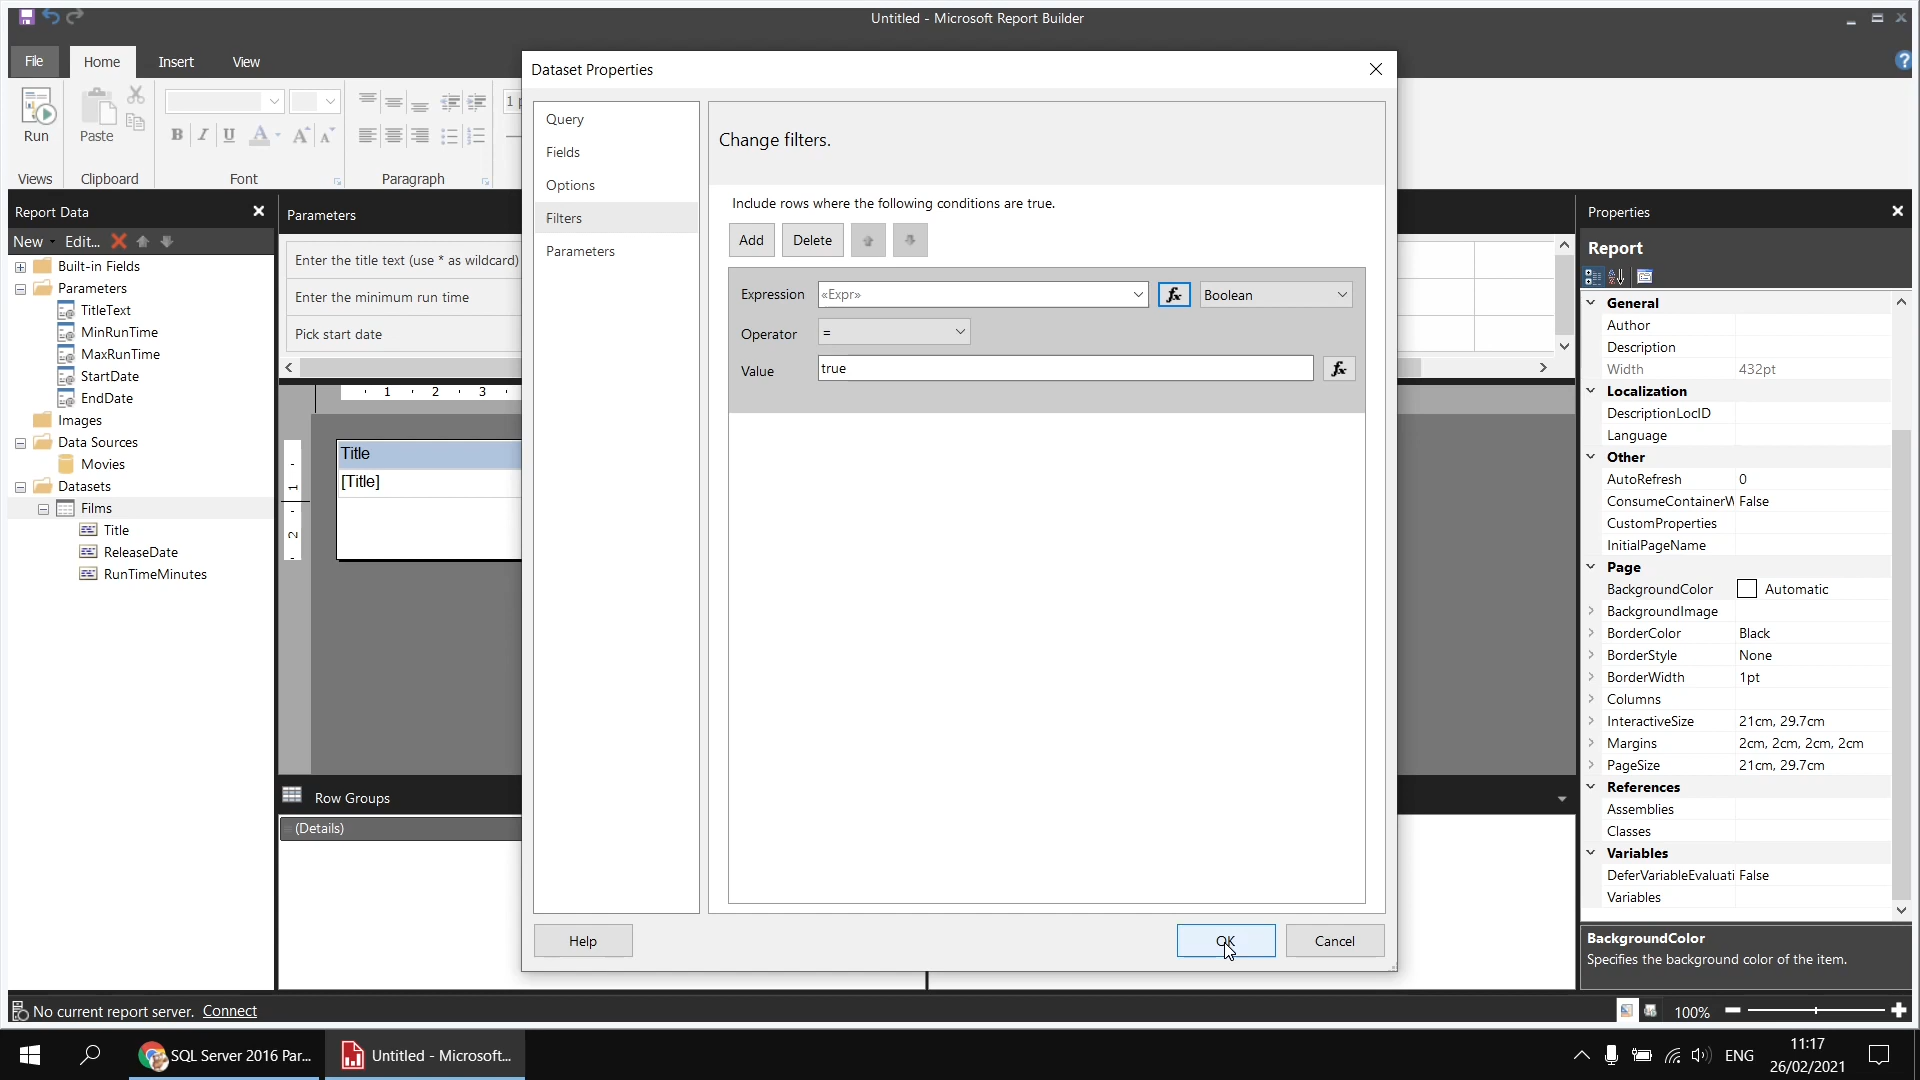 Untitled - Microsoft Report Builder
File
Home
Insert
View
Run
Paste
B
I
U
Views
Clipboard
Font
Paragraph
Report Data
New
Edit...
Built-in Fields
Parameters
TitleText
MinRunTime
MaxRunTime
StartDate
EndDate
Images
Data Sources
Movies
Datasets
Films
Title
ReleaseDate
RunTimeMinutes
Parameters
Enter the title text (use * as wildcard)
Enter the minimum run time
Pick start date
1
2
3
1
2
Title
[Title]
Row Groups
(Details)
Dataset Properties
Query
Fields
Options
Filters
Parameters
Change filters.
Include rows where the following conditions are true.
Add
Delete
Expression
«Expr»
fx
Boolean
Operator
=
Value
true
fx
Help
OK
Cancel
Properties
Report
General
Author
Description
Width 432pt
Localization
DescriptionLocID
Language
Other
AutoRefresh 0
ConsumeContainerW False
CustomProperties
InitialPageName
Page
BackgroundColor Automatic
BackgroundImage
BorderColor Black
BorderStyle None
BorderWidth 1pt
Columns
InteractiveSize 21cm, 29.7cm
Margins 2cm, 2cm, 2cm, 2cm
PageSize 21cm, 29.7cm
References
Assemblies
Classes
Variables
DeferVariableEvaluati False
Variables
BackgroundColor
Specifies the background color of the item.
No current report server. Connect
100%
SQL Server 2016 Par...
Untitled - Microsoft...
ENG
11:17
26/02/2021